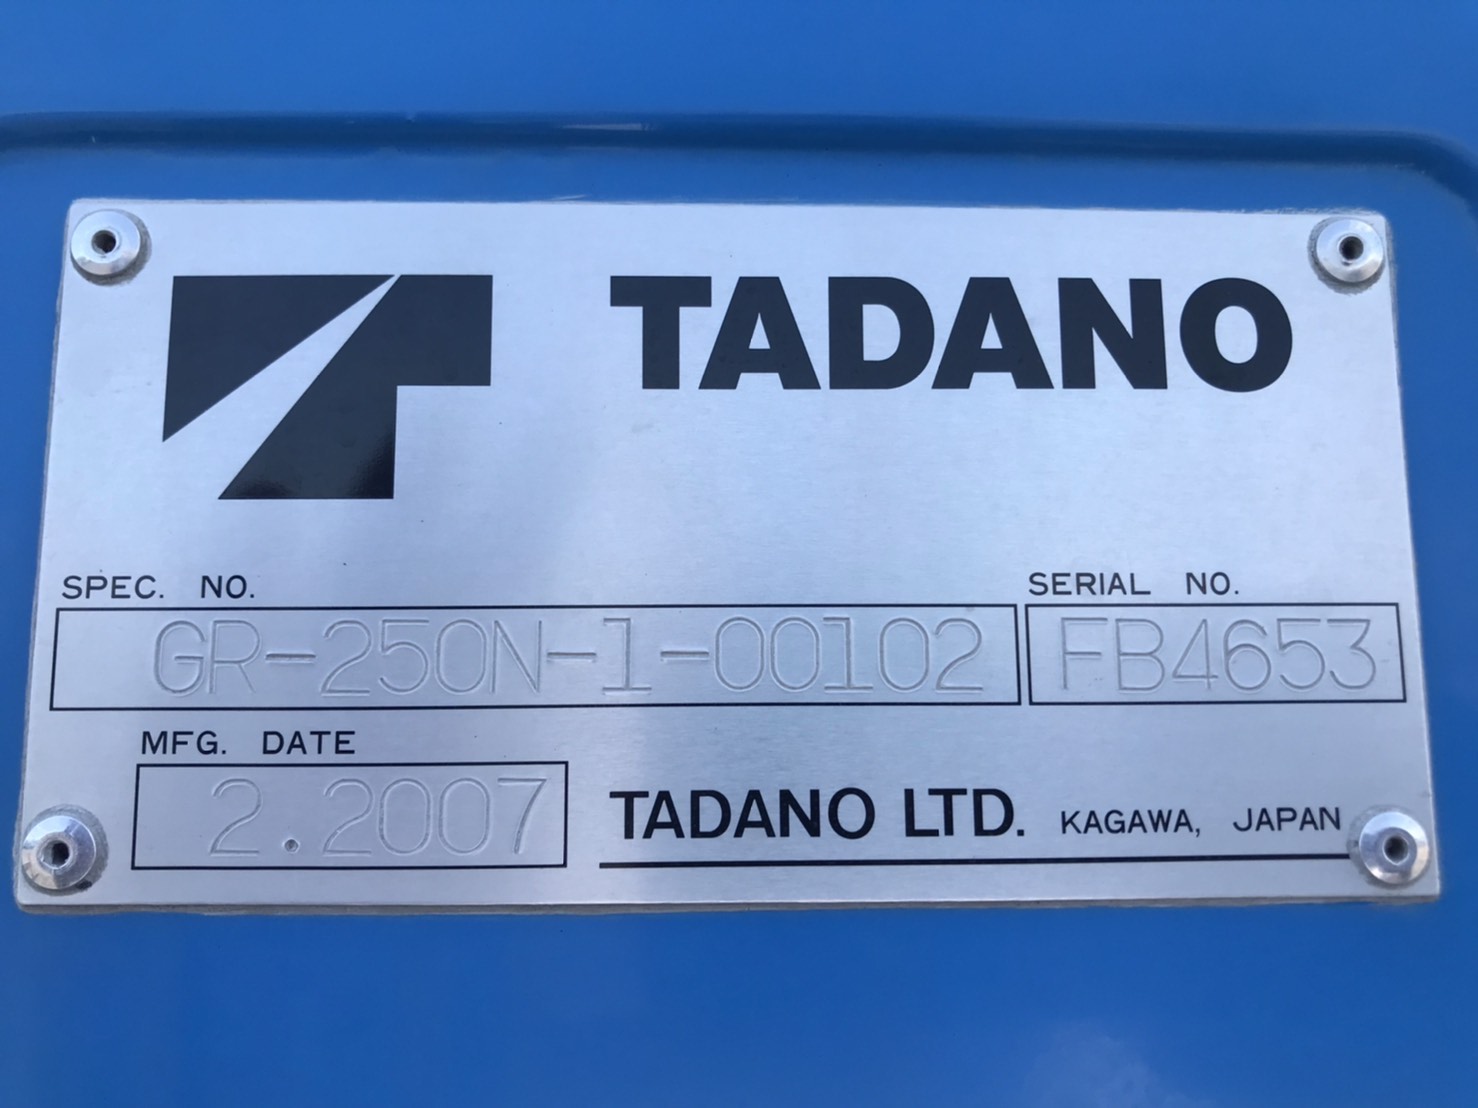 TADANO
SPEC. NO.
GR-250N-1-00102
SERIAL NO.
FB4653
MFG. DATE
2.2007
TADANO LTD. KAGAWA, JAPAN